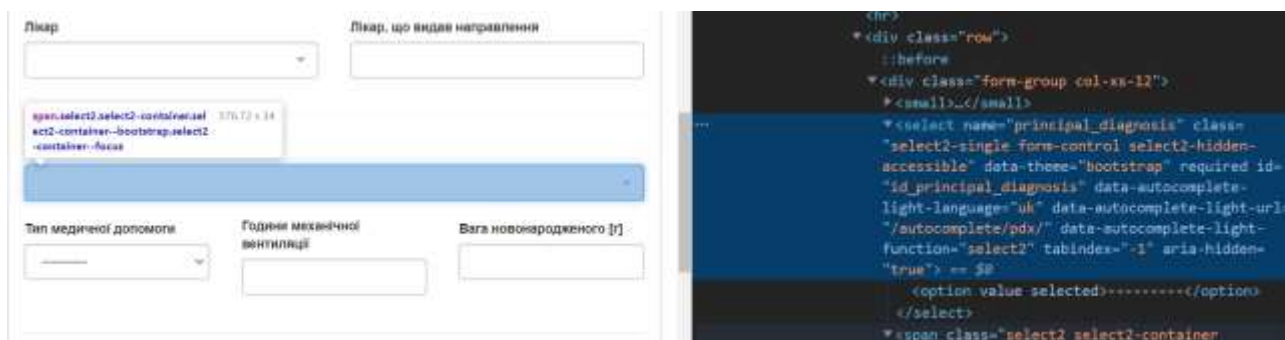 Лікар
Лікар, що видав направлення
span.select2.select2-container.sel 576.72 x 34
ect2-container--bootstrap.select2
-container--focus
Тип медичної допомоги
Години механічної
вентиляції
Вага новонародженого [г]
---------
<hr>
▼<div class="row">
::before
▼<div class="form-group col-xs-12">
▶<small>…</small>
▼<select name="principal_diagnosis" class=
"select2-single form-control select2-hidden-
accessible" data-theme="bootstrap" required id=
"id_principal_diagnosis" data-autocomplete-
light-language="uk" data-autocomplete-light-url=
"/autocomplete/pdx/" data-autocomplete-light-
function="select2" tabindex="-1" aria-hidden=
"true"> == $0
<option value selected>---------</option>
</select>
▼<span class="select2 select2-container